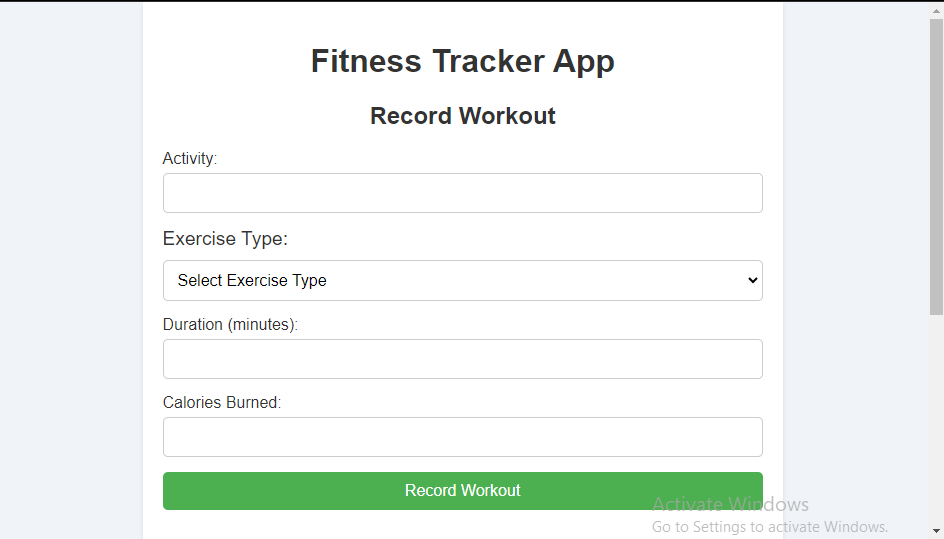 Fitness Tracker App
Record Workout
Activity:
Exercise Type:
Select Exercise Type
Duration (minutes):
Calories Burned:
Record Workout
Activate Windows
Go to Settings to activate Windows.